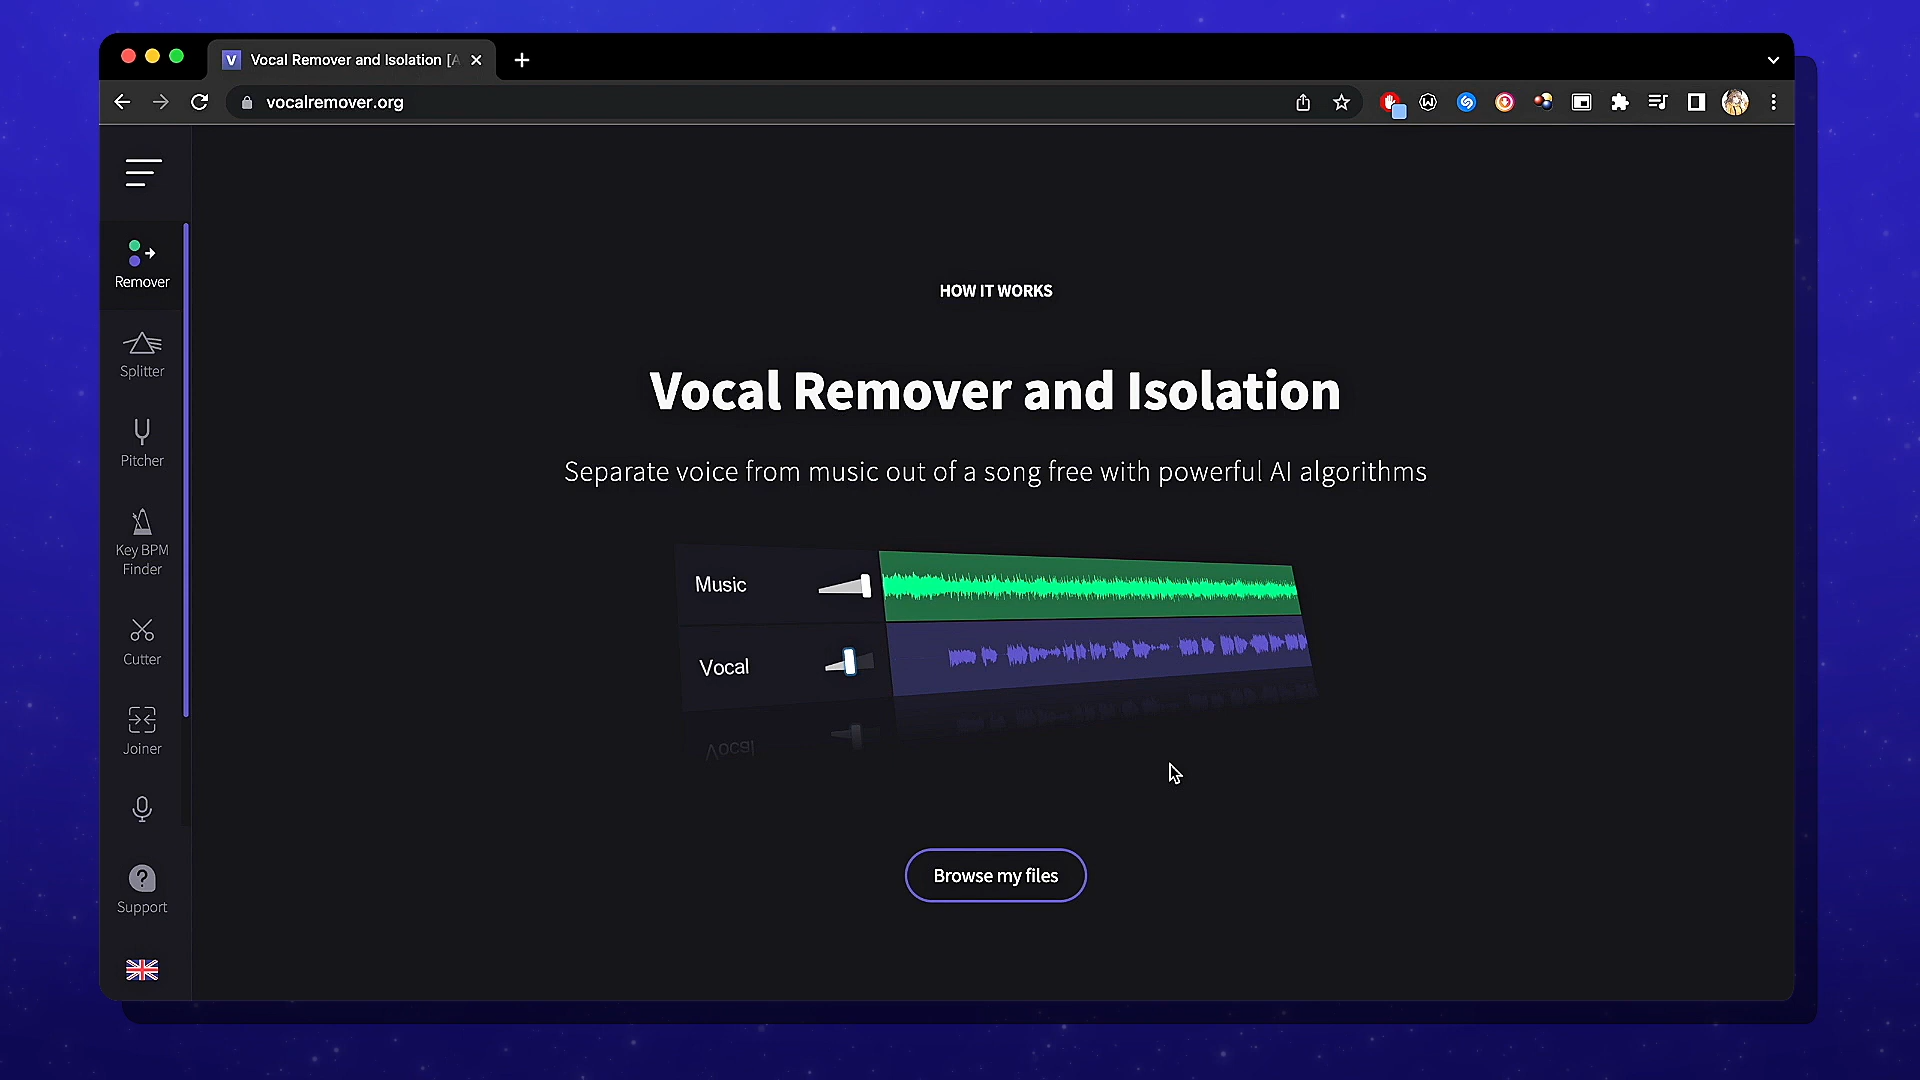 V Vocal Remover and Isolation [A
vocalremover.org
Remover
Splitter
Pitcher
Key BPM
Finder
Cutter
Joiner
Support
HOW IT WORKS
Vocal Remover and Isolation
Separate voice from music out of a song free with powerful AI algorithms
Music
Vocal
Vocal
Browse my files